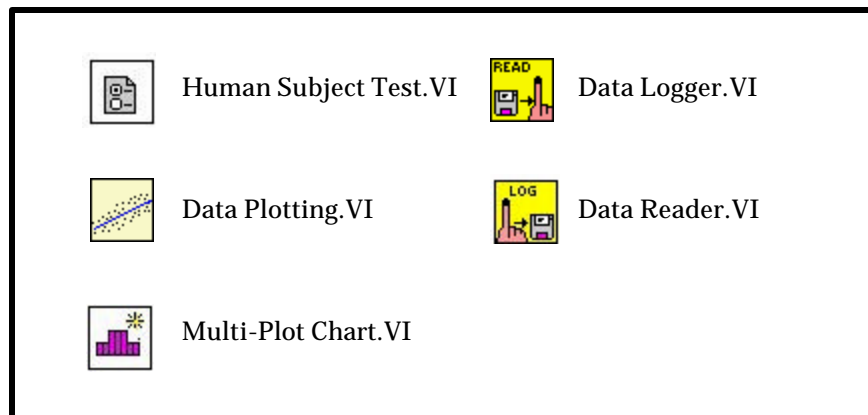 Human Subject Test.VI
READ
Data Logger.VI
Data Plotting.VI
LOG
Data Reader.VI
Multi-Plot Chart.VI